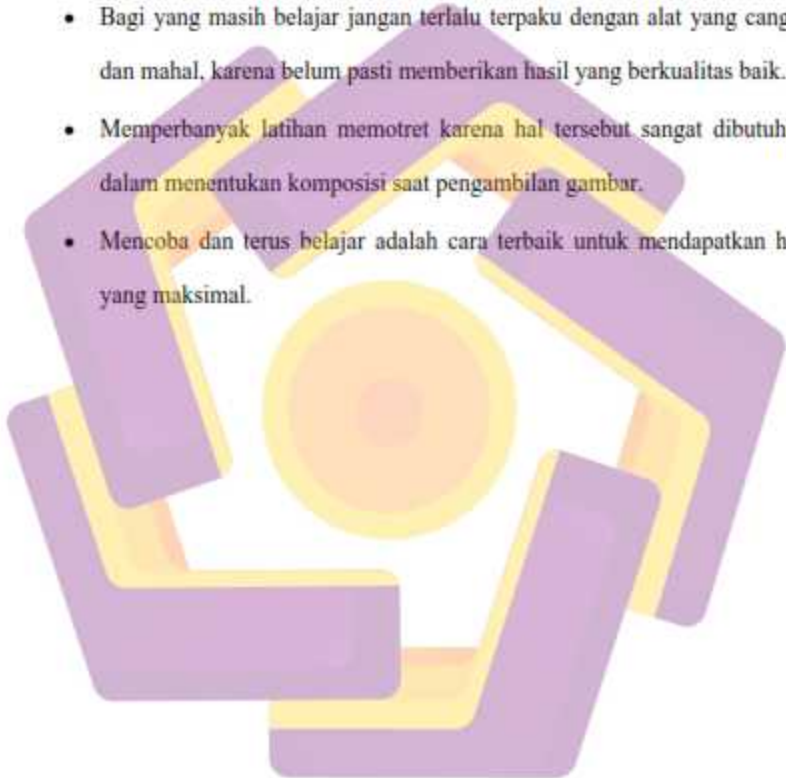 • Bagi yang masih belajar jangan terlalu terpaku dengan alat yang cang
dan mahal, karena belum pasti memberikan hasil yang berkualitas baik.
• Memperbanyak latihan memotret karena hal tersebut sangat dibutuh
dalam menentukan komposisi saat pengambilan gambar.
• Mencoba dan terus belajar adalah cara terbaik untuk mendapatkan h
yang maksimal.